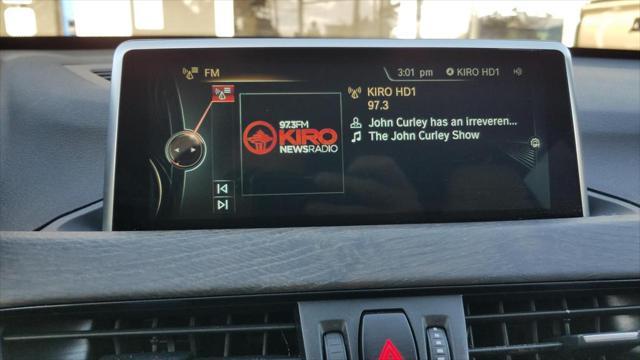 FM
3:01 pm
KIRO HD1
KIRO HD1
97.3
John Curley has an irreveren...
The John Curley Show
97.3FM
KIRO
NEWSRADIO